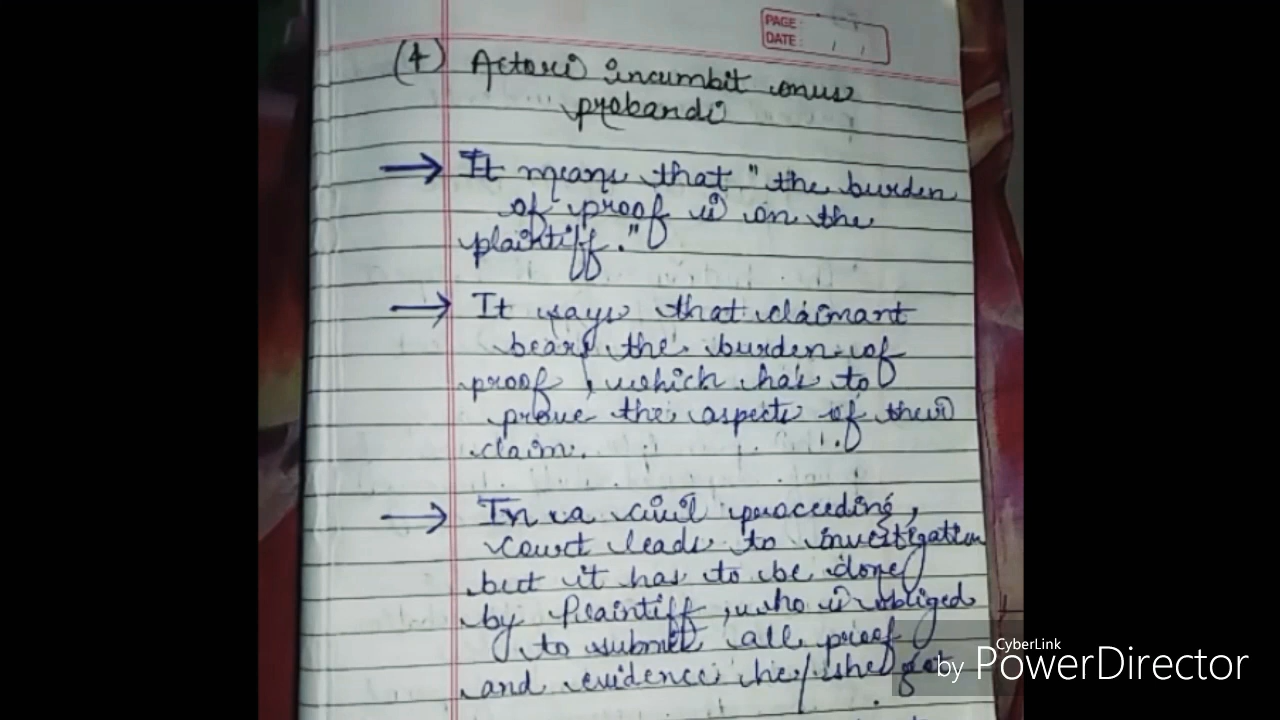 PAGE:
DATE: / /
(4) Actori incumbit onus
probandi
→ It means that "the burden
of proof is on the
plaintiff."
→ It says that claimant
bears the burden of
proof, which has to
prove the aspects of their
claim.
→ In a civil proceeding,
court leads to investigation
but it has to be done
by Plaintiff, who is obliged
to submit all proof
and evidence he/she get
CyberLink
by PowerDirector